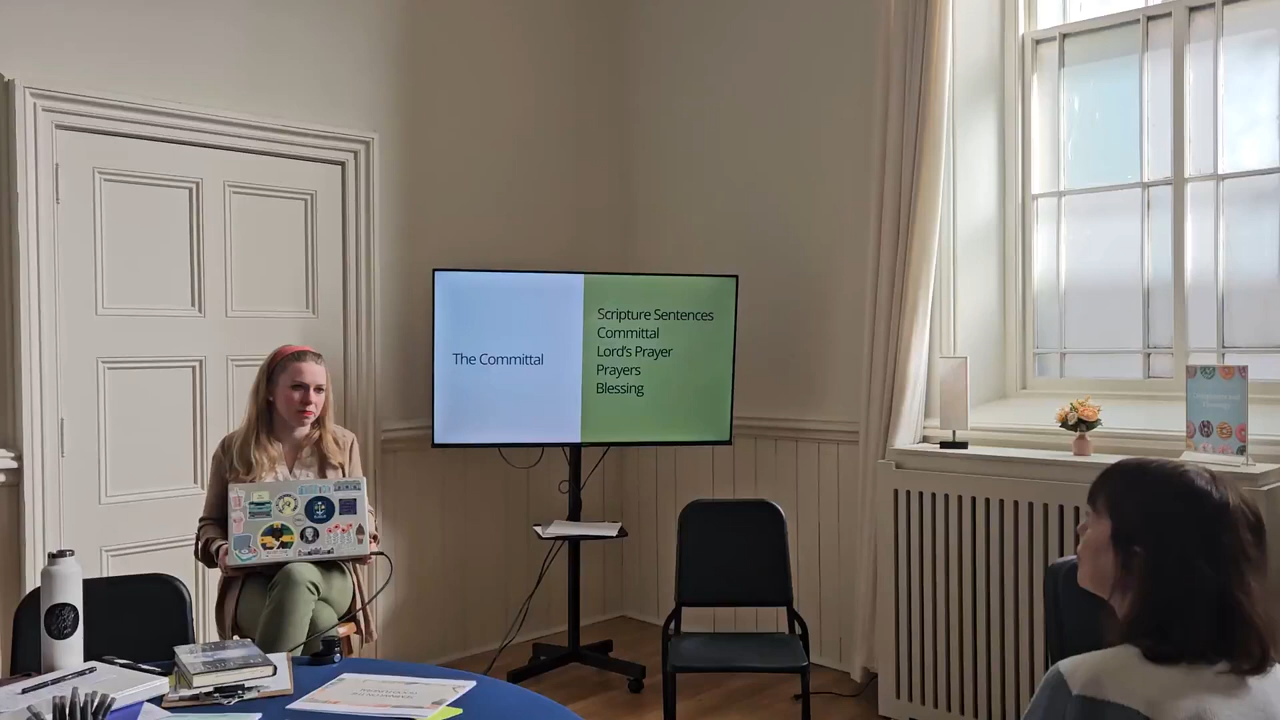 The Committal
Scripture Sentences
Committal
Lord's Prayer
Prayers
Blessing